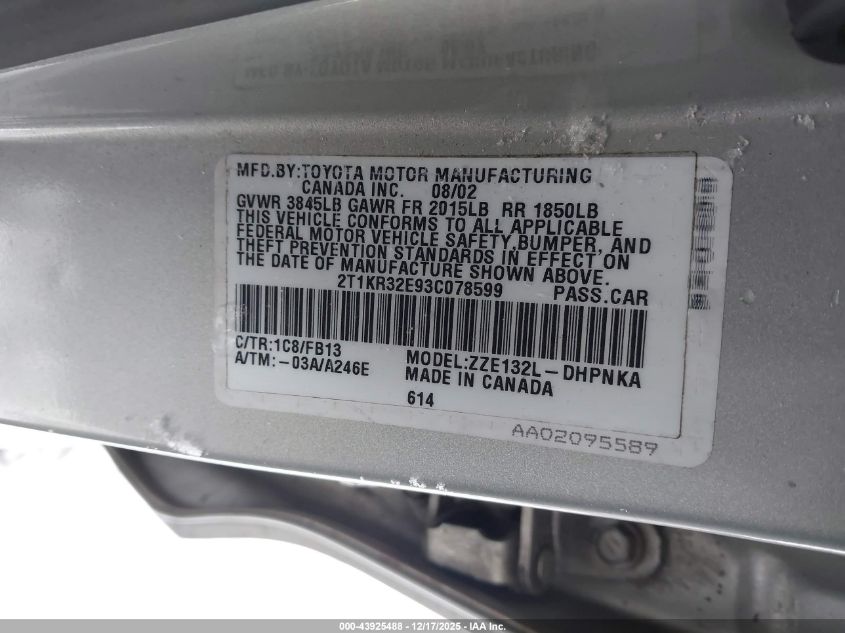 MFD.BY:TOYOTA MOTOR MANUFACTURING
CANADA INC. 08/02
GVWR 3845LB GAWR FR 2015LB RR 1850LB
THIS VEHICLE CONFORMS TO ALL APPLICABLE
FEDERAL MOTOR VEHICLE SAFETY,BUMPER, AND
THEFT PREVENTION STANDARDS IN EFFECT ON
THE DATE OF MANUFACTURE SHOWN ABOVE.
2T1KR32E93C078599 PASS.CAR
C/TR:1C8/FB13
A/TM:-03A/A246E
MODEL:ZZE132L-DHPNKA
MADE IN CANADA
614
AA02095589
000-43925488 - 12/17/2025 - IAA Inc.